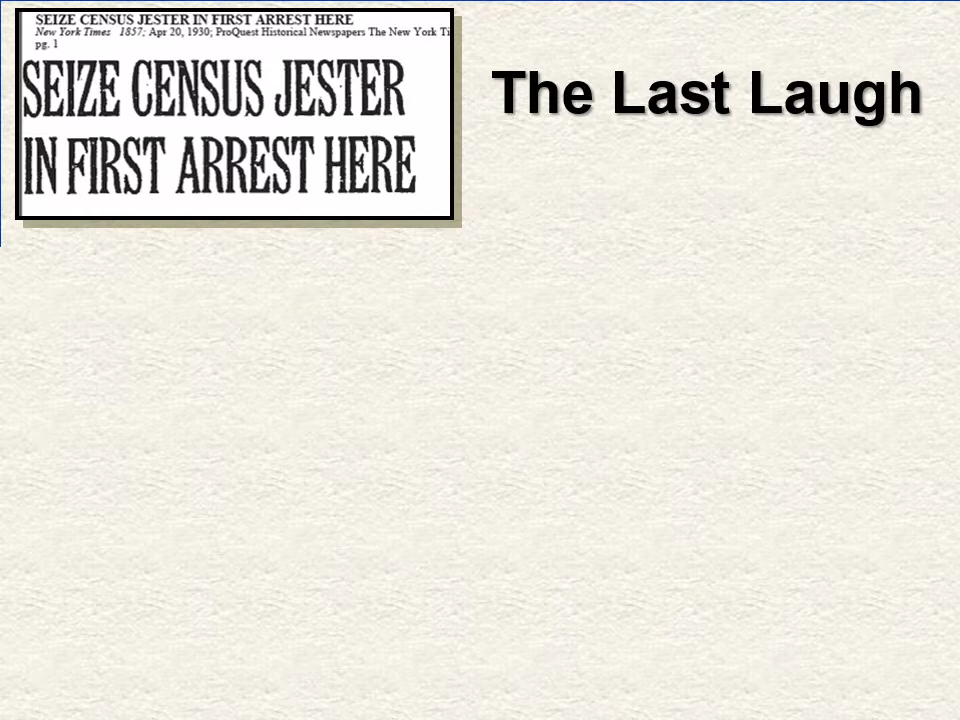 SEIZE CENSUS JESTER IN FIRST ARREST HERE
New York Times 1857; Apr 20, 1930; ProQuest Historical Newspapers The New York
pg. 1
SEIZE CENSUS JESTER
IN FIRST ARREST HERE
The Last Laugh